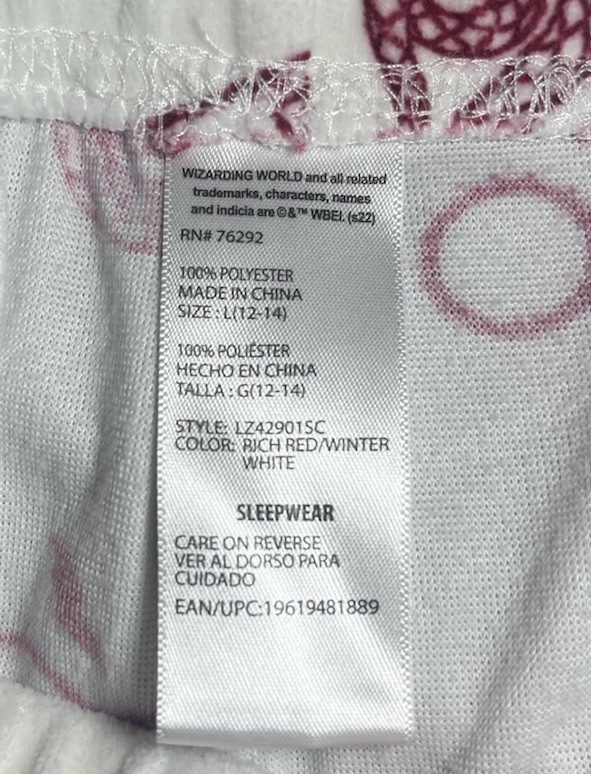 WIZARDING WORLD and all related
trademarks, characters, names
and indicia are ©&™ WBEI. (s22)
RN# 76292
100% POLYESTER
MADE IN CHINA
SIZE : L(12-14)
100% POLIÉSTER
HECHO EN CHINA
TALLA : G(12-14)
STYLE: LZ42901SC
COLOR: RICH RED/WINTER
WHITE
SLEEPWEAR
CARE ON REVERSE
VER AL DORSO PARA
CUIDADO
EAN/UPC:19619481889